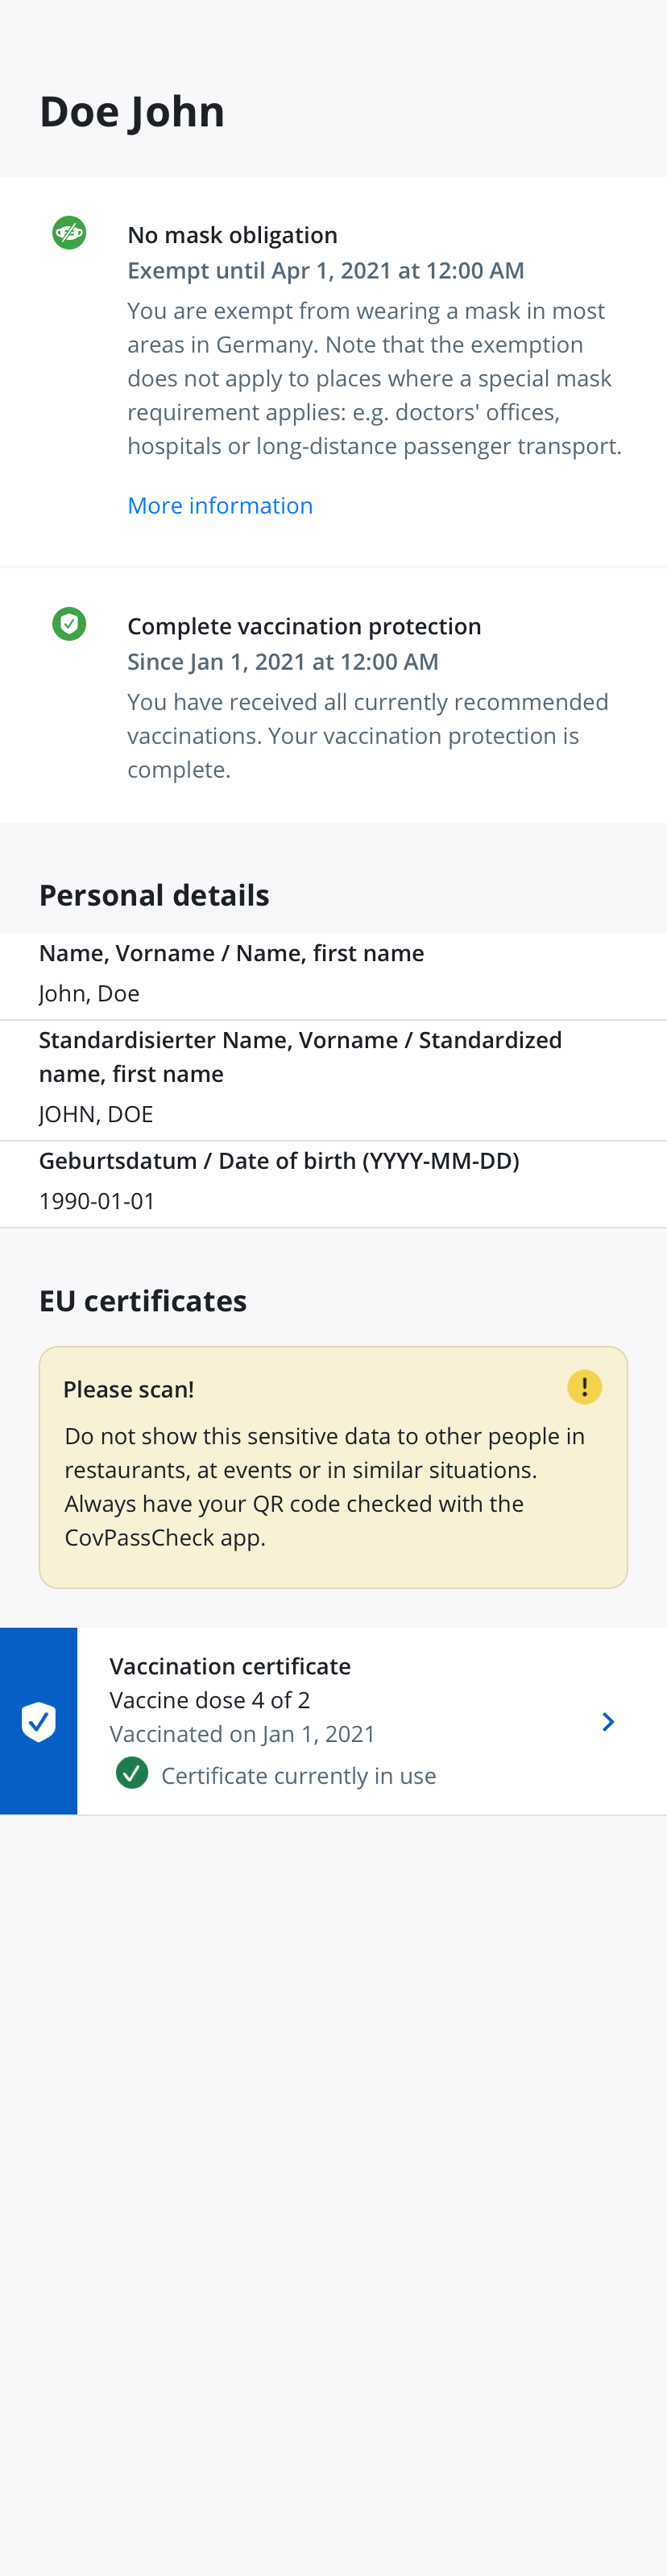 Doe John
No mask obligation
Exempt until Apr 1, 2021 at 12:00 AM
You are exempt from wearing a mask in most
areas in Germany. Note that the exemption
does not apply to places where a special mask
requirement applies: e.g. doctors' offices,
hospitals or long-distance passenger transport.
More information
Complete vaccination protection
Since Jan 1, 2021 at 12:00 AM
You have received all currently recommended
vaccinations. Your vaccination protection is
complete.
Personal details
Name, Vorname / Name, first name
John, Doe
Standardisierter Name, Vorname / Standardized
name, first name
JOHN, DOE
Geburtsdatum / Date of birth (YYYY-MM-DD)
1990-01-01
EU certificates
Please scan!
Do not show this sensitive data to other people in
restaurants, at events or in similar situations.
Always have your QR code checked with the
CovPassCheck app.
Vaccination certificate
Vaccine dose 4 of 2
Vaccinated on Jan 1, 2021
Certificate currently in use